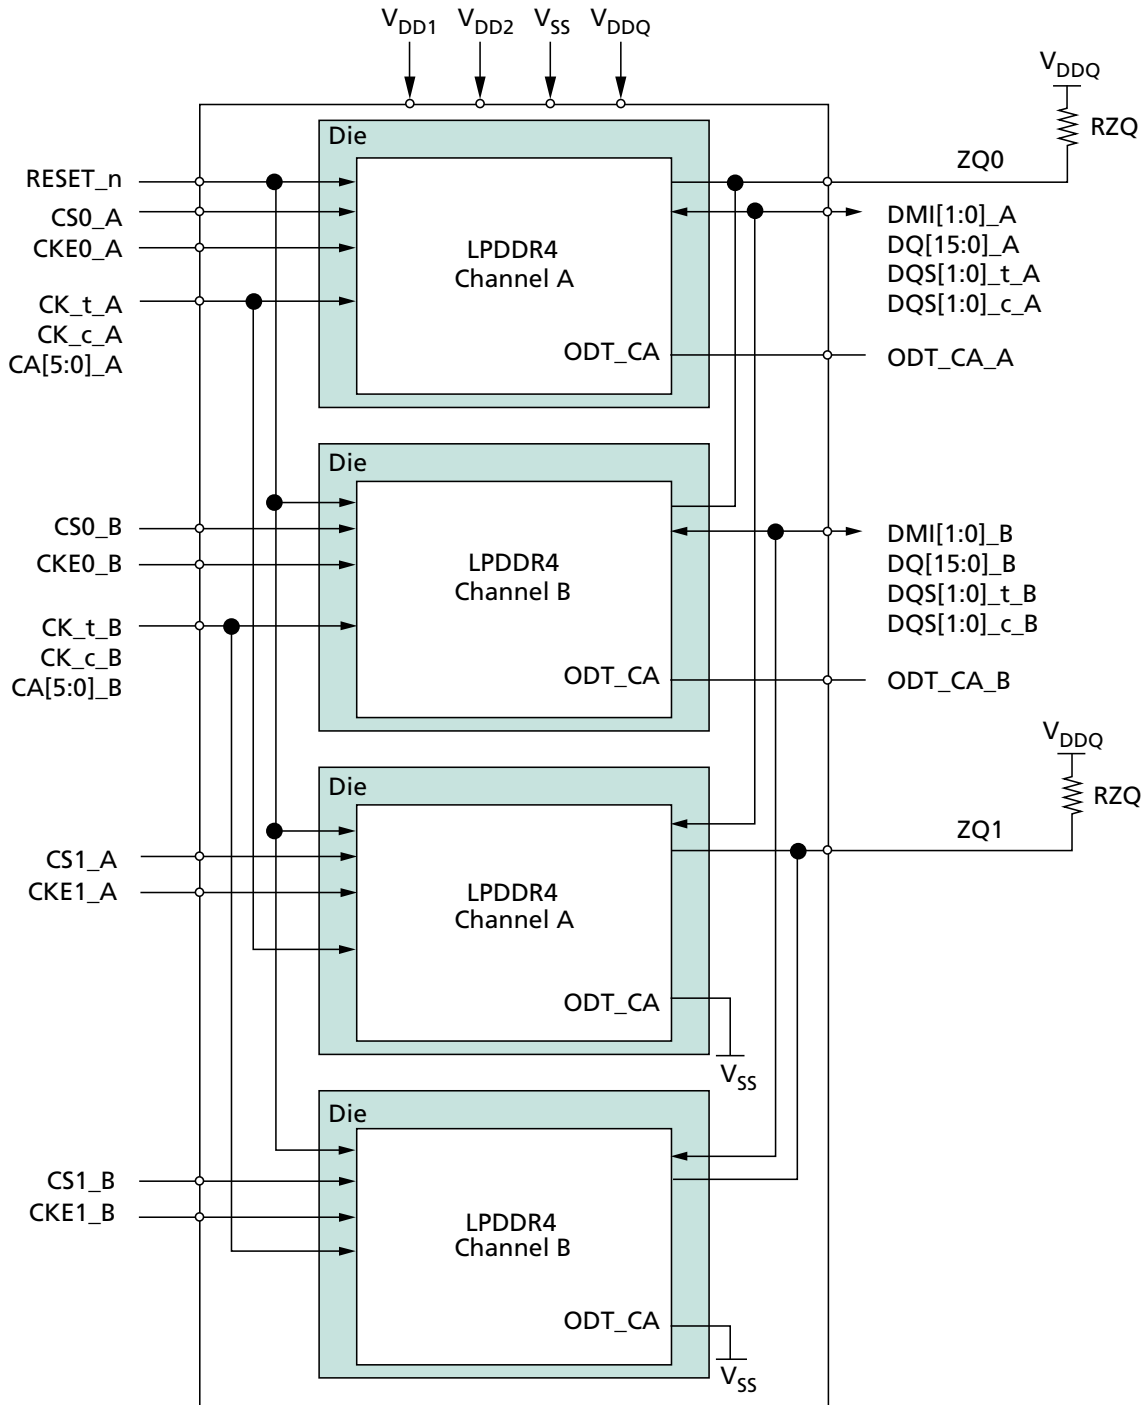 VDD1 VDD2 VSS VDDQ
VDDQ
RZQ
ZQ0
Die
RESET_n
CS0_A
CKE0_A
CK_t_A
CK_c_A
CA[5:0]_A
LPDDR4
Channel A
ODT_CA
DMI[1:0]_A
DQ[15:0]_A
DQS[1:0]_t_A
DQS[1:0]_c_A
ODT_CA_A
Die
CS0_B
CKE0_B
CK_t_B
CK_c_B
CA[5:0]_B
LPDDR4
Channel B
ODT_CA
DMI[1:0]_B
DQ[15:0]_B
DQS[1:0]_t_B
DQS[1:0]_c_B
ODT_CA_B
VDDQ
RZQ
ZQ1
Die
CS1_A
CKE1_A
LPDDR4
Channel A
ODT_CA
VSS
Die
CS1_B
CKE1_B
LPDDR4
Channel B
ODT_CA
VSS